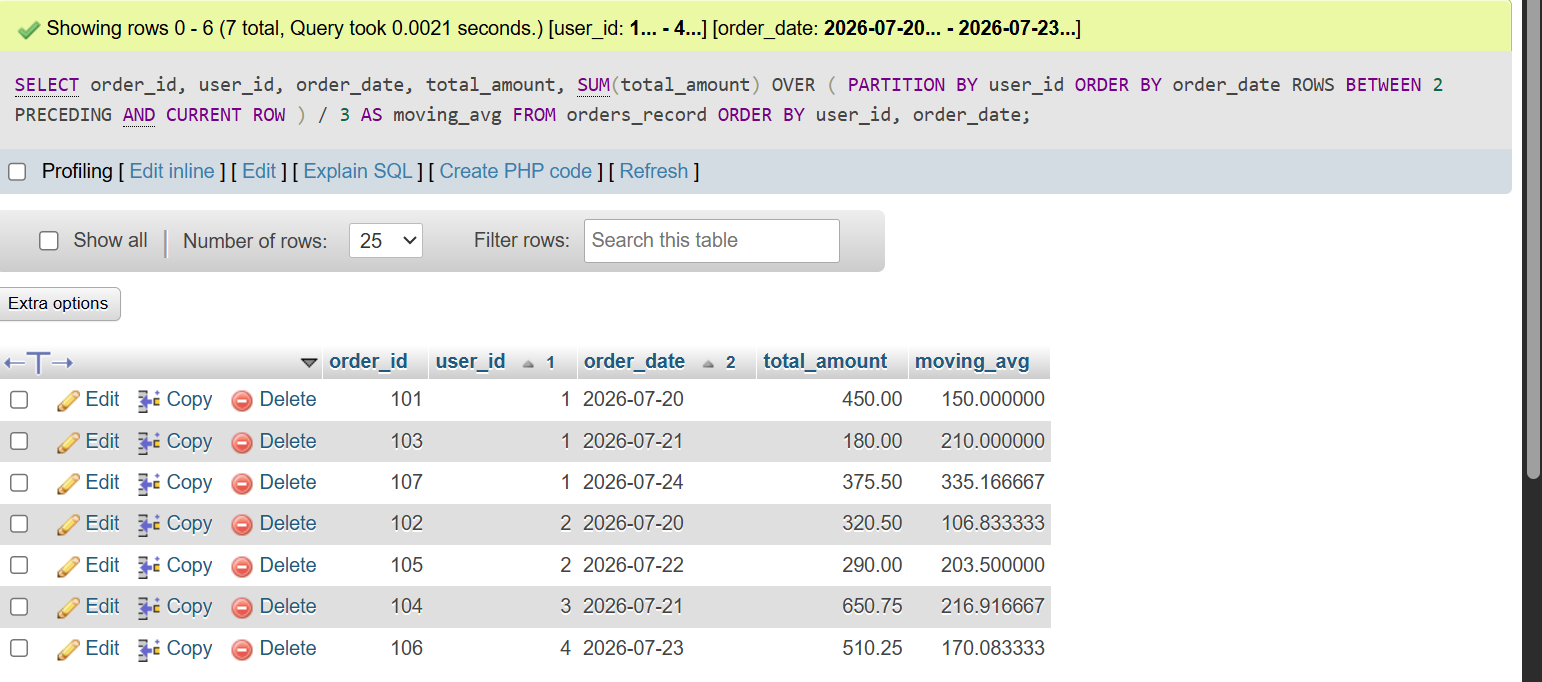 Showing rows 0 - 6 (7 total, Query took 0.0021 seconds.) [user_id: 1... - 4...] [order_date: 2026-07-20... - 2026-07-23...]
SELECT order_id, user_id, order_date, total_amount, SUM(total_amount) OVER ( PARTITION BY user_id ORDER BY order_date ROWS BETWEEN 2
PRECEDING AND CURRENT ROW ) / 3 AS moving_avg FROM orders_record ORDER BY user_id, order_date;
Profiling [ Edit inline ] [ Edit ] [ Explain SQL ] [ Create PHP code ] [ Refresh ]
Show all | Number of rows: 25 Filter rows: Search this table
Extra options
order_id user_id 1 order_date 2 total_amount moving_avg
Edit Copy Delete 101 1 2026-07-20 450.00 150.000000
Edit Copy Delete 103 1 2026-07-21 180.00 210.000000
Edit Copy Delete 107 1 2026-07-24 375.50 335.166667
Edit Copy Delete 102 2 2026-07-20 320.50 106.833333
Edit Copy Delete 105 2 2026-07-22 290.00 203.500000
Edit Copy Delete 104 3 2026-07-21 650.75 216.916667
Edit Copy Delete 106 4 2026-07-23 510.25 170.083333